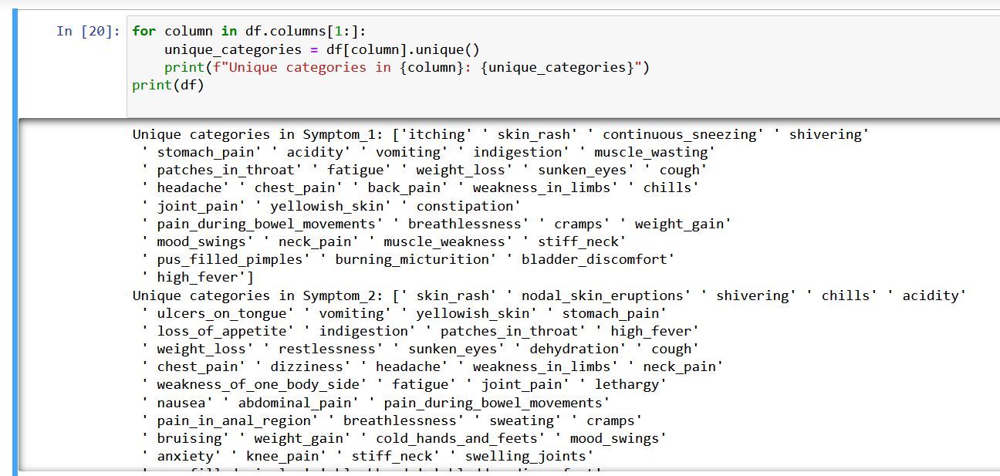 In [20]: for column in df.columns[1:]:
    unique_categories = df[column].unique()
    print(f"Unique categories in {column}: {unique_categories}")
print(df)
Unique categories in Symptom_1: ['itching' ' skin_rash' ' continuous_sneezing' ' shivering'
 ' stomach_pain' ' acidity' ' vomiting' ' indigestion' ' muscle_wasting'
 ' patches_in_throat' ' fatigue' ' weight_loss' ' sunken_eyes' ' cough'
 ' headache' ' chest_pain' ' back_pain' ' weakness_in_limbs' ' chills'
 ' joint_pain' ' yellowish_skin' ' constipation'
 ' pain_during_bowel_movements' ' breathlessness' ' cramps' ' weight_gain'
 ' mood_swings' ' neck_pain' ' muscle_weakness' ' stiff_neck'
 ' pus_filled_pimples' ' burning_micturition' ' bladder_discomfort'
 ' high_fever']
Unique categories in Symptom_2: [' skin_rash' ' nodal_skin_eruptions' ' shivering' ' chills' ' acidity'
 ' ulcers_on_tongue' ' vomiting' ' yellowish_skin' ' stomach_pain'
 ' loss_of_appetite' ' indigestion' ' patches_in_throat' ' high_fever'
 ' weight_loss' ' restlessness' ' sunken_eyes' ' dehydration' ' cough'
 ' chest_pain' ' dizziness' ' headache' ' weakness_in_limbs' ' neck_pain'
 ' weakness_of_one_body_side' ' fatigue' ' joint_pain' ' lethargy'
 ' nausea' ' abdominal_pain' ' pain_during_bowel_movements'
 ' pain_in_anal_region' ' breathlessness' ' sweating' ' cramps'
 ' bruising' ' weight_gain' ' cold_hands_and_feets' ' mood_swings'
 ' anxiety' ' knee_pain' ' stiff_neck' ' swelling_joints'